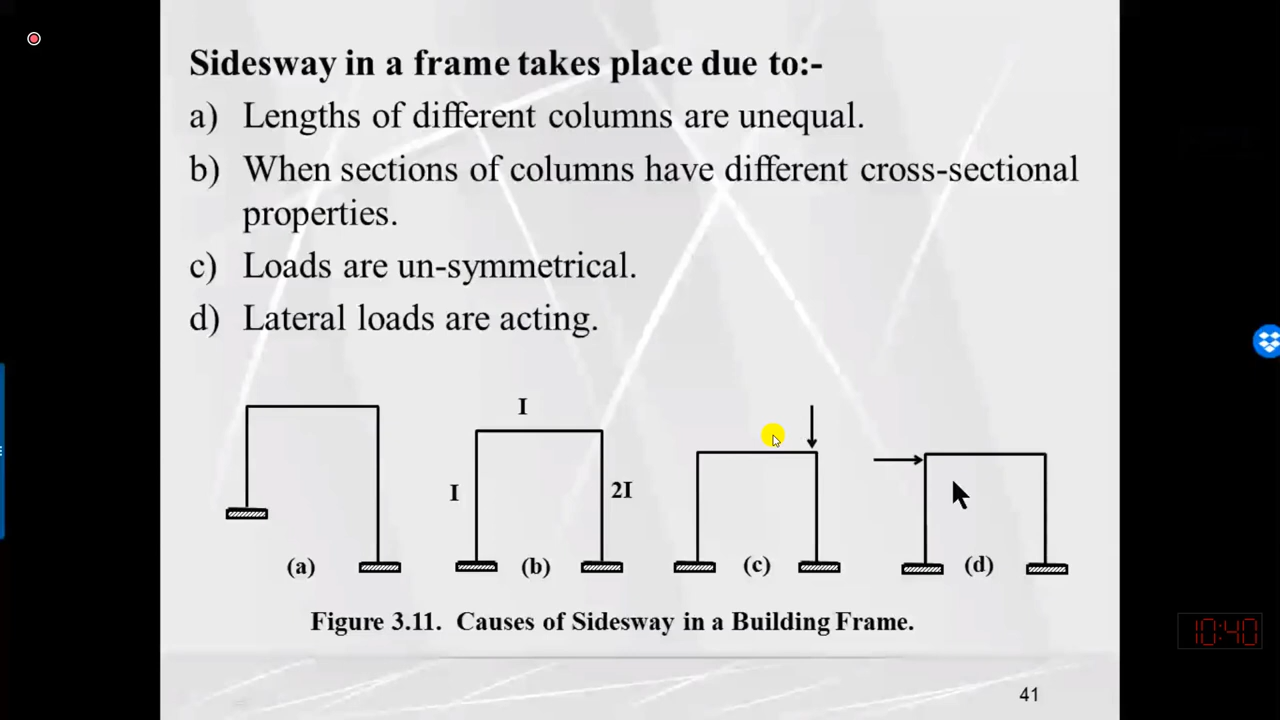 Sidesway in a frame takes place due to:-
a) Lengths of different columns are unequal.
b) When sections of columns have different cross-sectional
properties.
c) Loads are un-symmetrical.
d) Lateral loads are acting.
I
I
2I
(a)
(b)
(c)
(d)
Figure 3.11. Causes of Sidesway in a Building Frame.
10:40
41